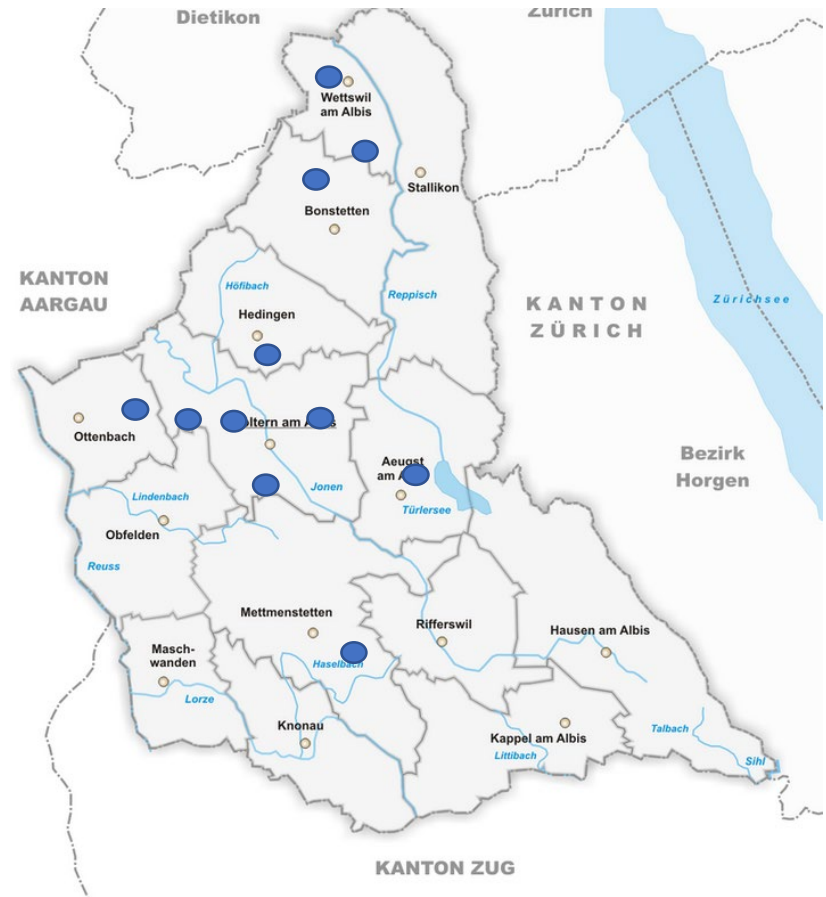 Dietikon
Zürich
Wettswil
am Albis
Stallikon
Bonstetten
KANTON
AARGAU
Höfibach
Reppisch
Hedingen
KANTON
ZÜRICH
Zürichsee
Ottenbach
ltern am A s
Aeugst
am A
Bezirk
Horgen
Lindenbach
Jonen
Türlersee
Obfelden
Reuss
Mettmenstetten
Rifferswil
Hausen am Albis
Masch-
wanden
Haselbach
Lorze
Knonau
Kappel am Albis
Littibach
Talbach
Sihl
KANTON ZUG